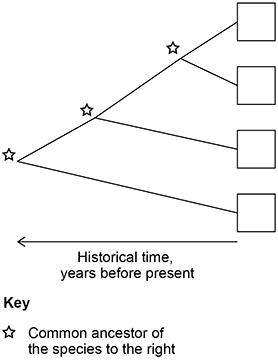 Historical time,
years before present
Key
Common ancestor of
the species to the right